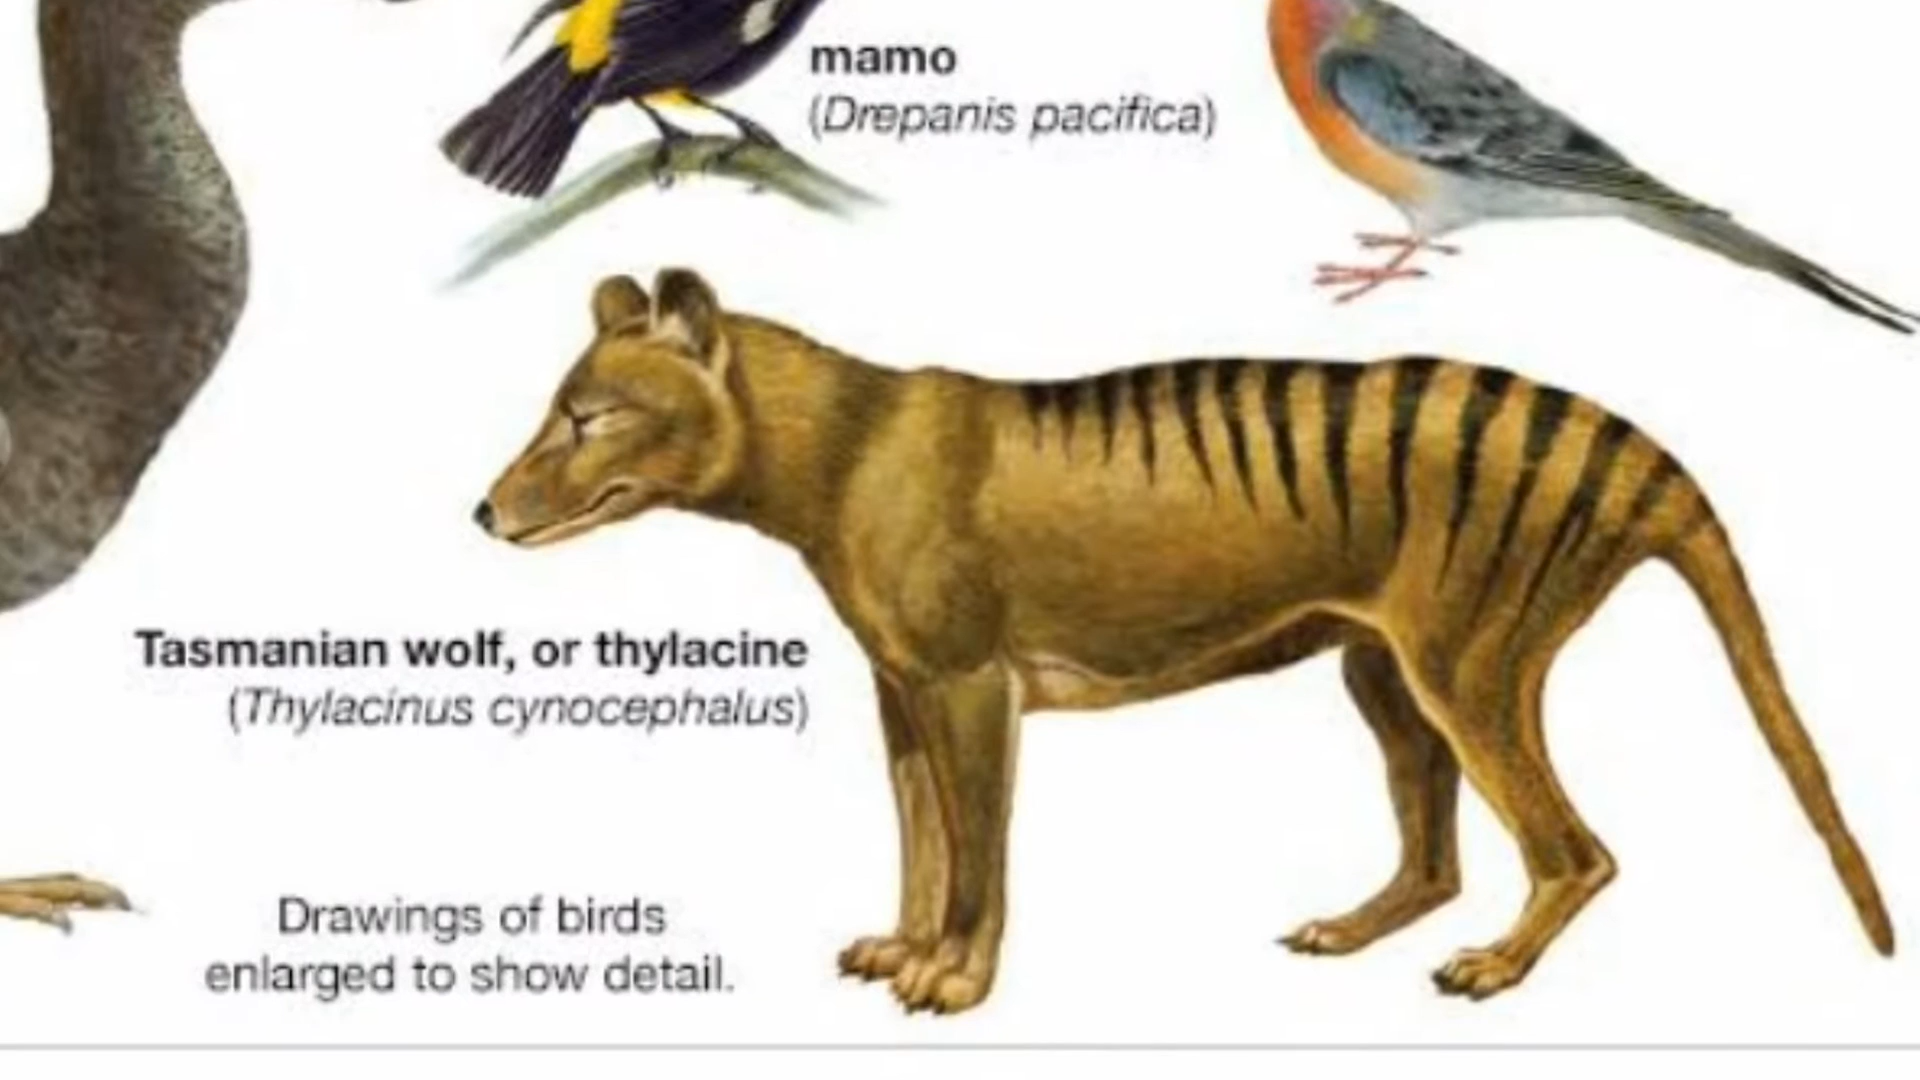 mamo
(Drepanis pacifica)
Tasmanian wolf, or thylacine
(Thylacinus cynocephalus)
Drawings of birds
enlarged to show detail.